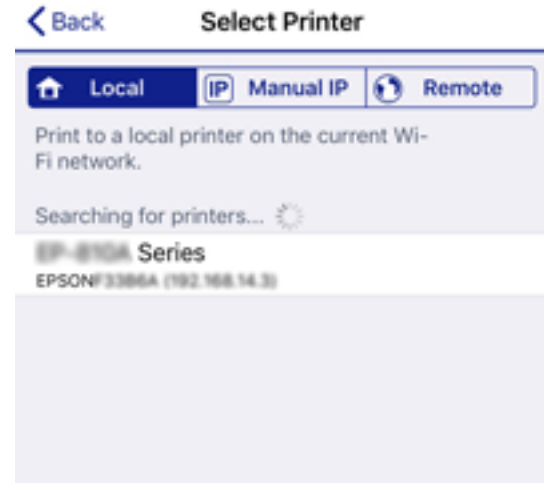 Back Select Printer
Local IP Manual IP Remote
Print to a local printer on the current Wi-
Fi network.
Searching for printers...
Series
EPSON